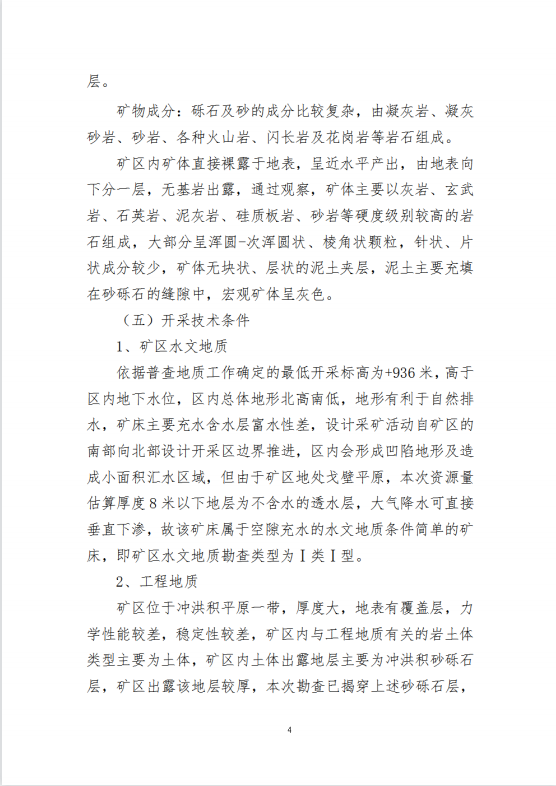 层。
矿物成分：砾石及砂的成分比较复杂，由凝灰岩、凝灰
砂岩、砂岩、各种火山岩、闪长岩及花岗岩等岩石组成。
矿区内矿体直接裸露于地表，呈近水平产出，由地表向
下分一层，无基岩出露，通过观察，矿体主要以灰岩、玄武
岩、石英岩、泥灰岩、硅质板岩、砂岩等硬度级别较高的岩
石组成，大部分呈浑圆-次浑圆状、棱角状颗粒，针状、片
状成分较少，矿体无块状、层状的泥土夹层，泥土主要充填
在砂砾石的缝隙中，宏观矿体呈灰色。
（五）开采技术条件
1、矿区水文地质
依据普查地质工作确定的最低开采标高为+936米，高于
区内地下水位，区内总体地形北高南低，地形有利于自然排
水，矿床主要充水含水层富水性差，设计采矿活动自矿区的
南部向北部设计开采区边界推进，区内会形成凹陷地形及造
成小面积汇水区域，但由于矿区地处戈壁平原，本次资源量
估算厚度8米以下地层为不含水的透水层，大气降水可直接
垂直下渗，故该矿床属于空隙充水的水文地质条件简单的矿
床，即矿区水文地质勘查类型为Ⅰ类Ⅰ型。
2、工程地质
矿区位于冲洪积平原一带，厚度大，地表有覆盖层，力
学性能较差，稳定性较差，矿区内与工程地质有关的岩土体
类型主要为土体，矿区内土体出露地层主要为冲洪积砂砾石
层，矿区出露该地层较厚，本次勘查已揭穿上述砂砾石层，
4